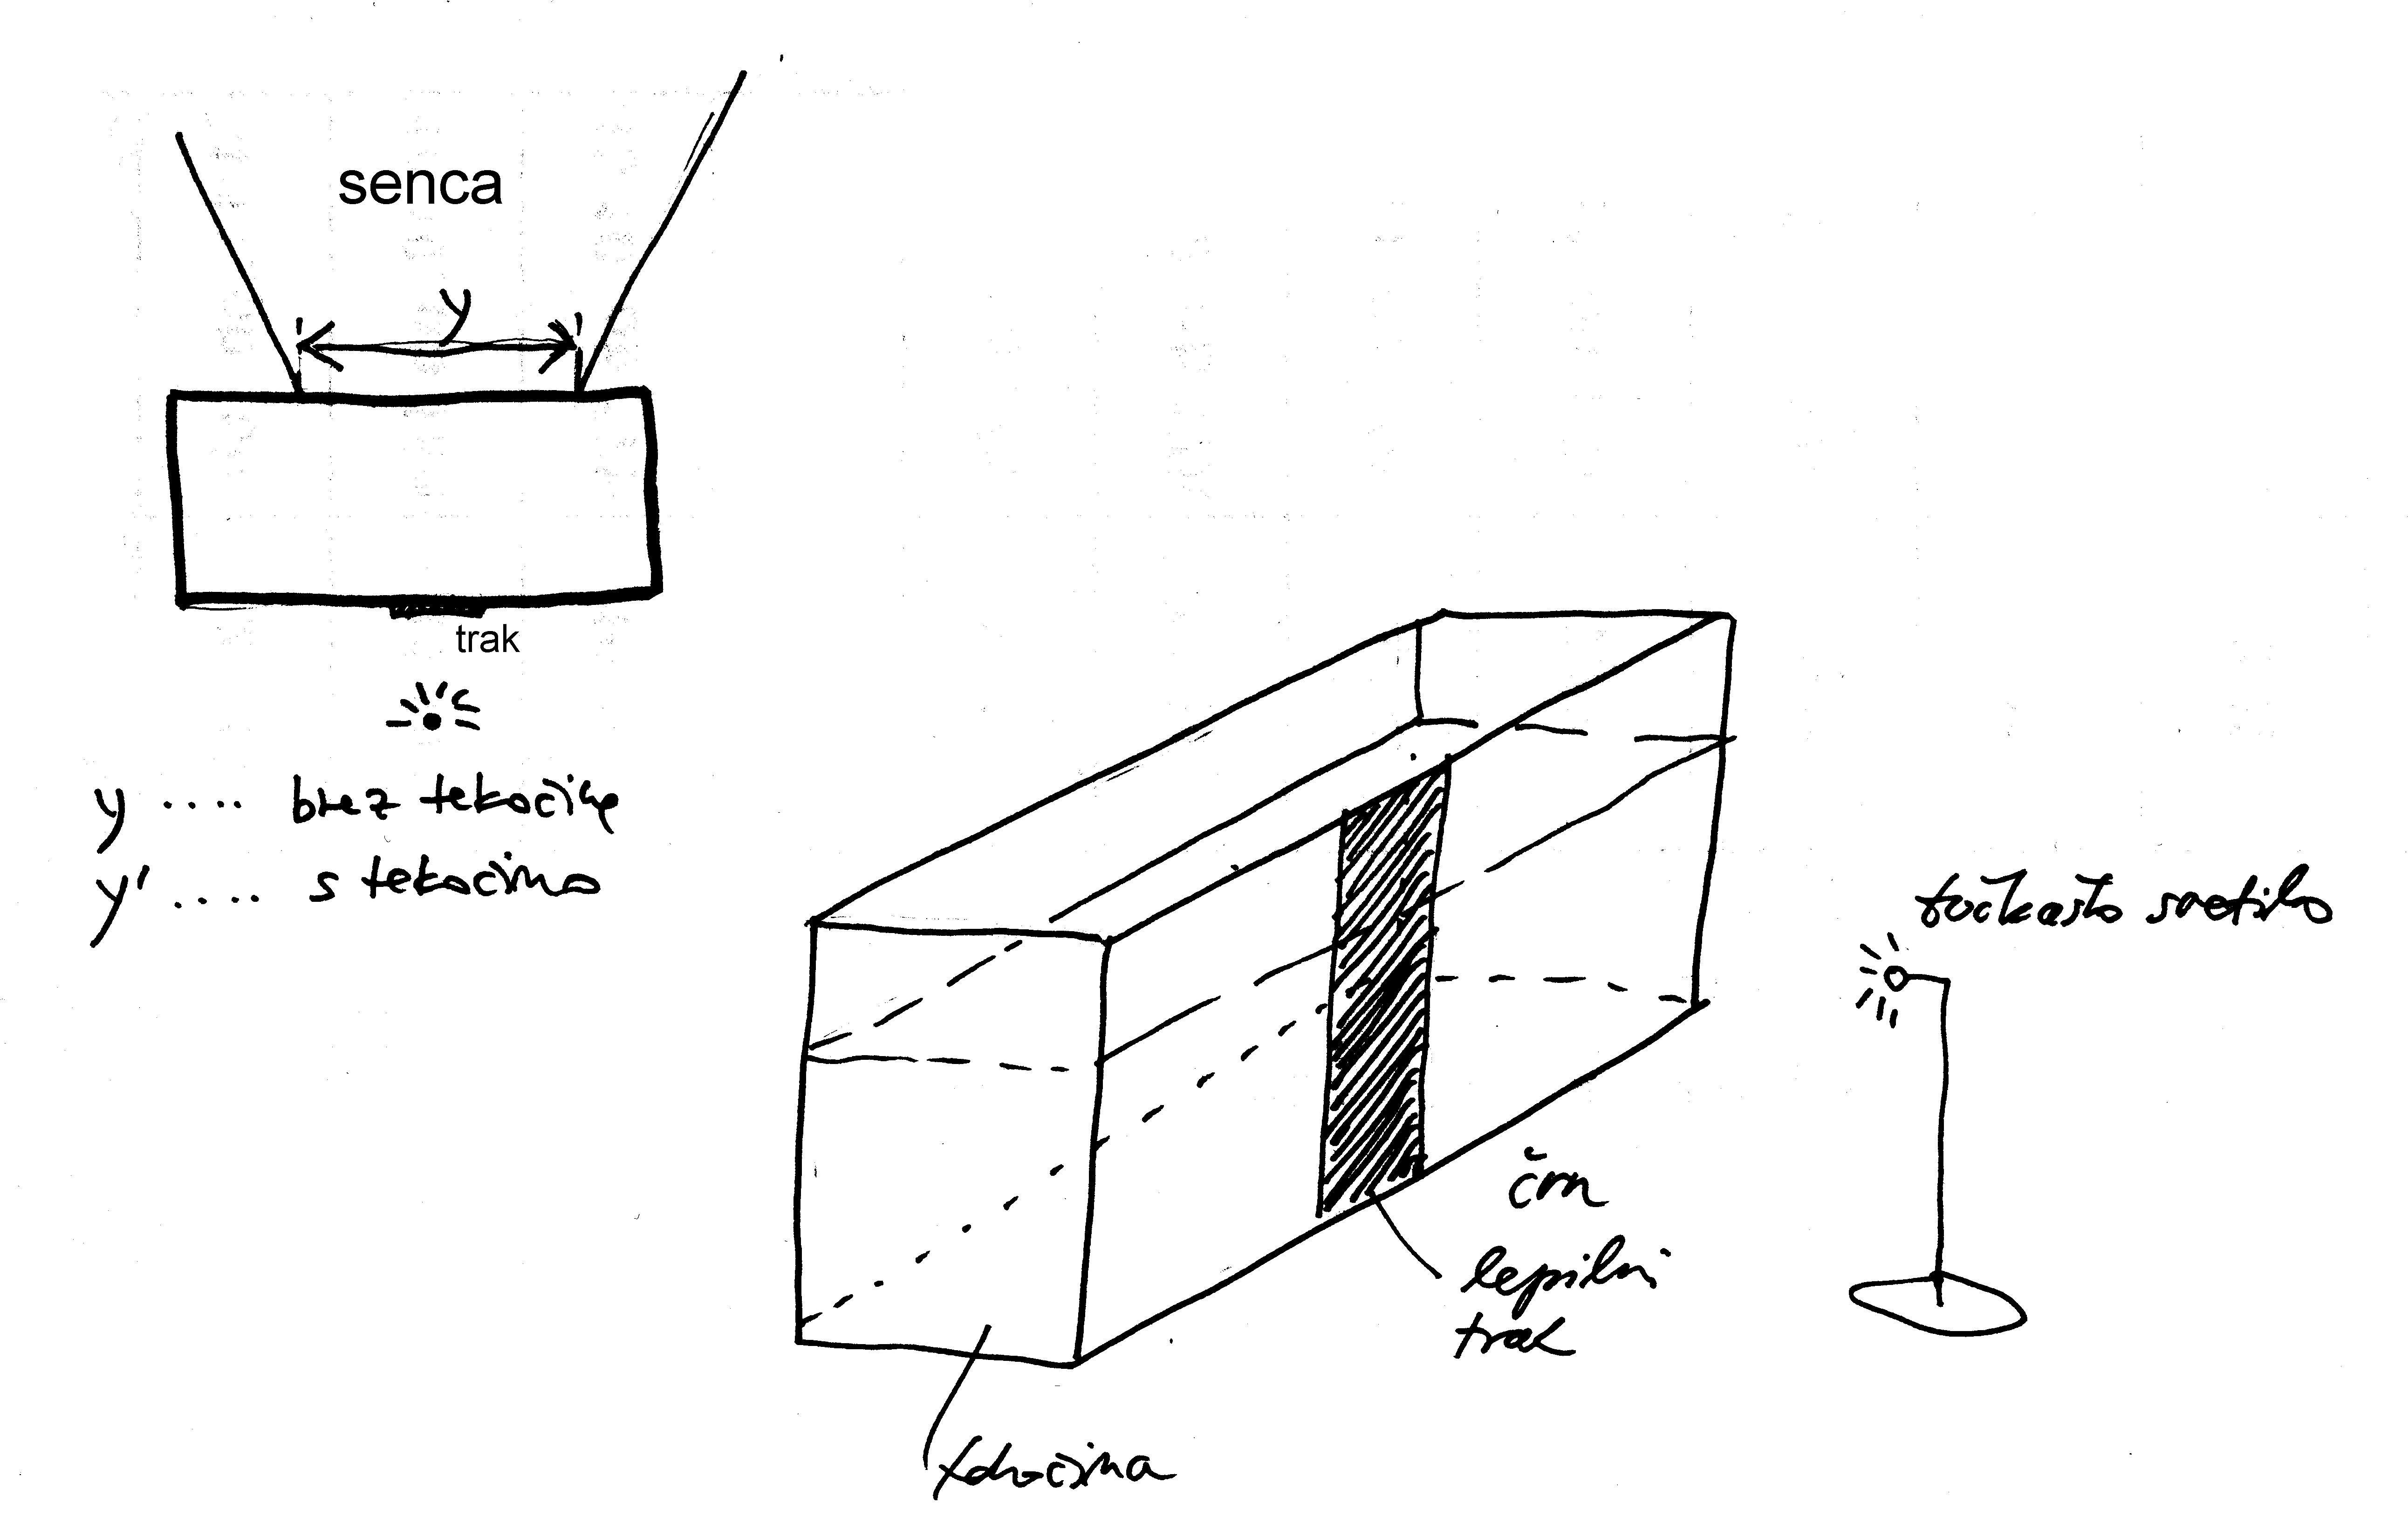 senca
y
trak
y .... brez tekočine
y' .... s tekočino
točkasto svetilo
črn
lepilni
trak
tekočina